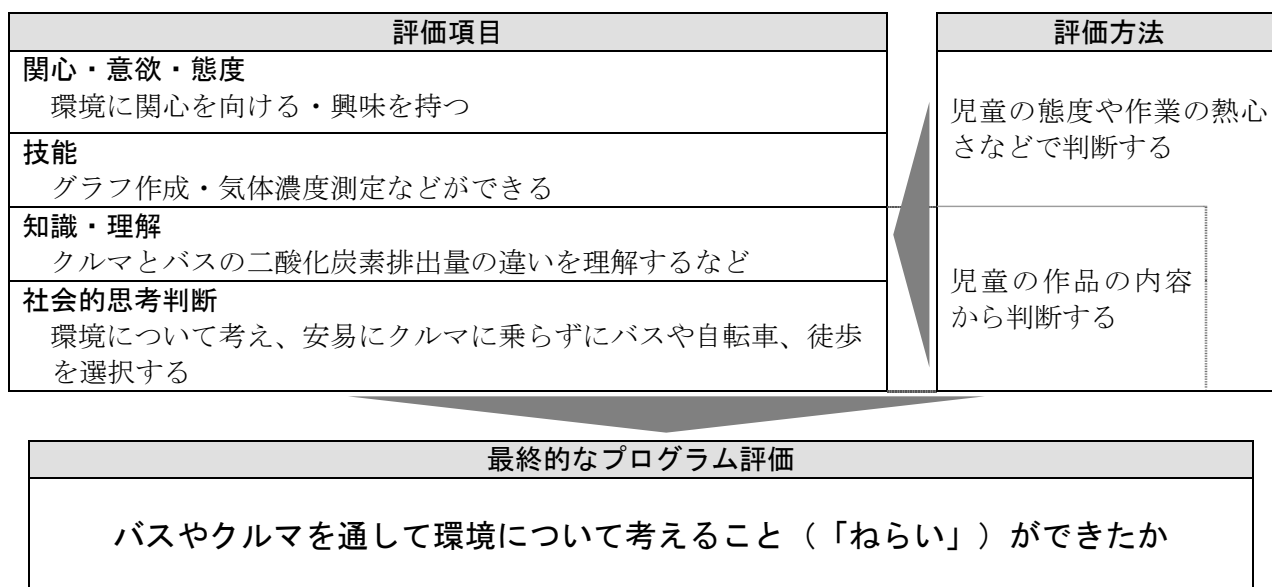 評価項目
関心・意欲・態度
環境に関心を向ける・興味を持つ
技能
グラフ作成・気体濃度測定などができる
知識・理解
クルマとバスの二酸化炭素排出量の違いを理解するなど
社会的思考判断
環境について考え、安易にクルマに乗らずにバスや自転車、徒歩
を選択する
評価方法
児童の態度や作業の熱心
さなどで判断する
児童の作品の内容
から判断する
最終的なプログラム評価
バスやクルマを通して環境について考えること(「ねらい」)ができたか